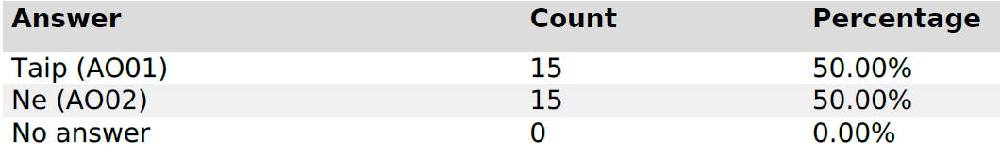 Answer Count Percentage
Taip (AO01) 15 50.00%
Ne (AO02) 15 50.00%
No answer 0 0.00%